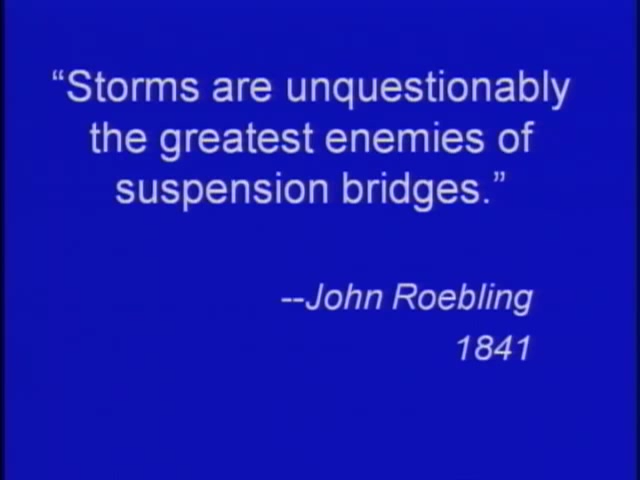 “Storms are unquestionably
the greatest enemies of
suspension bridges.”
--John Roebling
1841